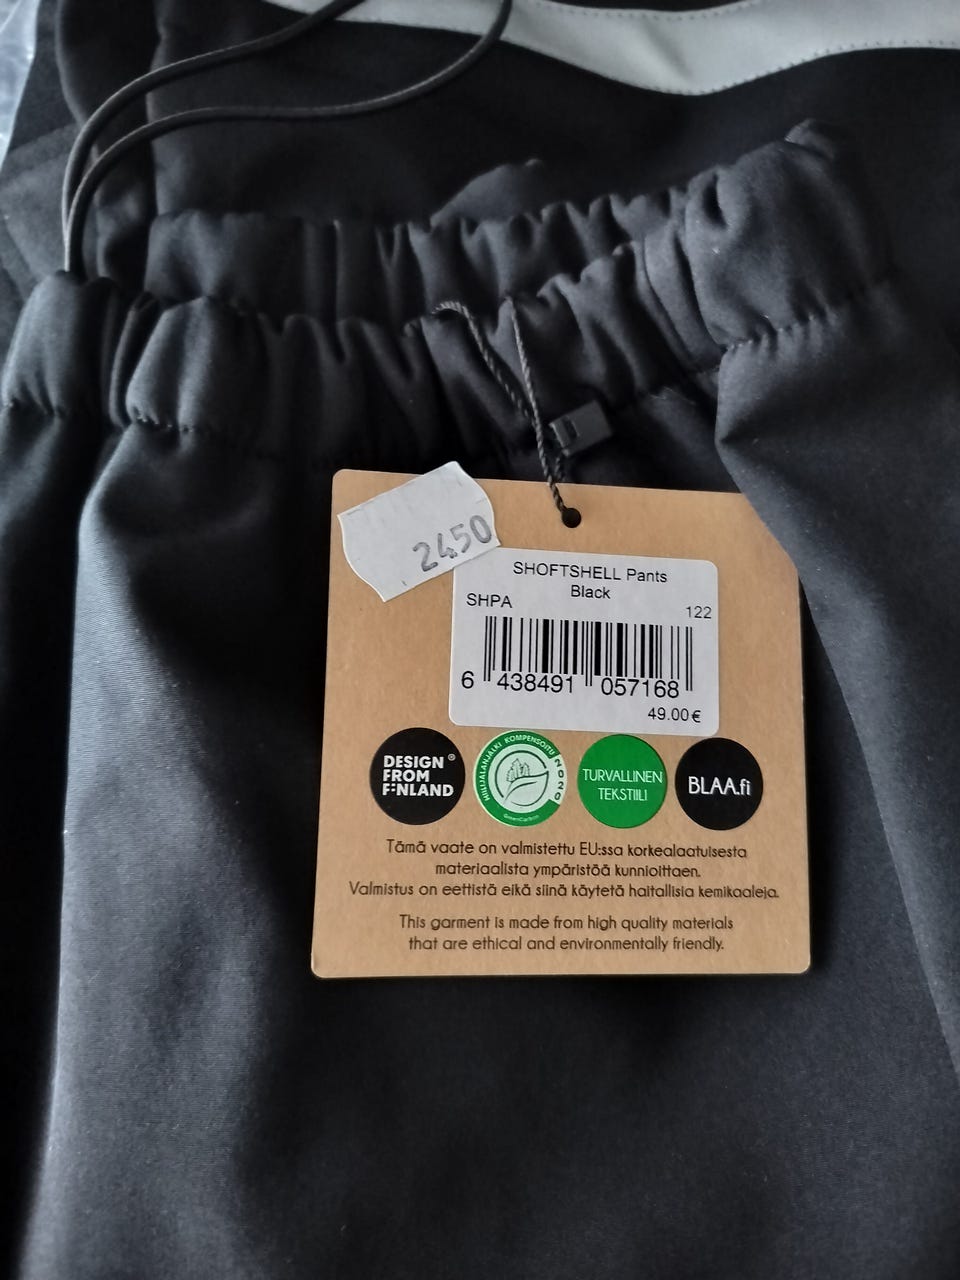 2450
SHOFTSHELL Pants
Black
SHPA
122
6 438491 057168
49.00€
DESIGN ®
FROM
FINLAND
HIILIJALANJÄLKI KOMPENSOITU 2020
GreenCarbon
TURVALLINEN
TEKSTIILI
BLAA.fi
Tämä vaate on valmistettu EU:ssa korkealaatuisesta
materiaalista ympäristöä kunnioittaen.
Valmistus on eettistä eikä siinä käytetä haitallisia kemikaaleja.
This garment is made from high quality materials
that are ethical and environmentally friendly.